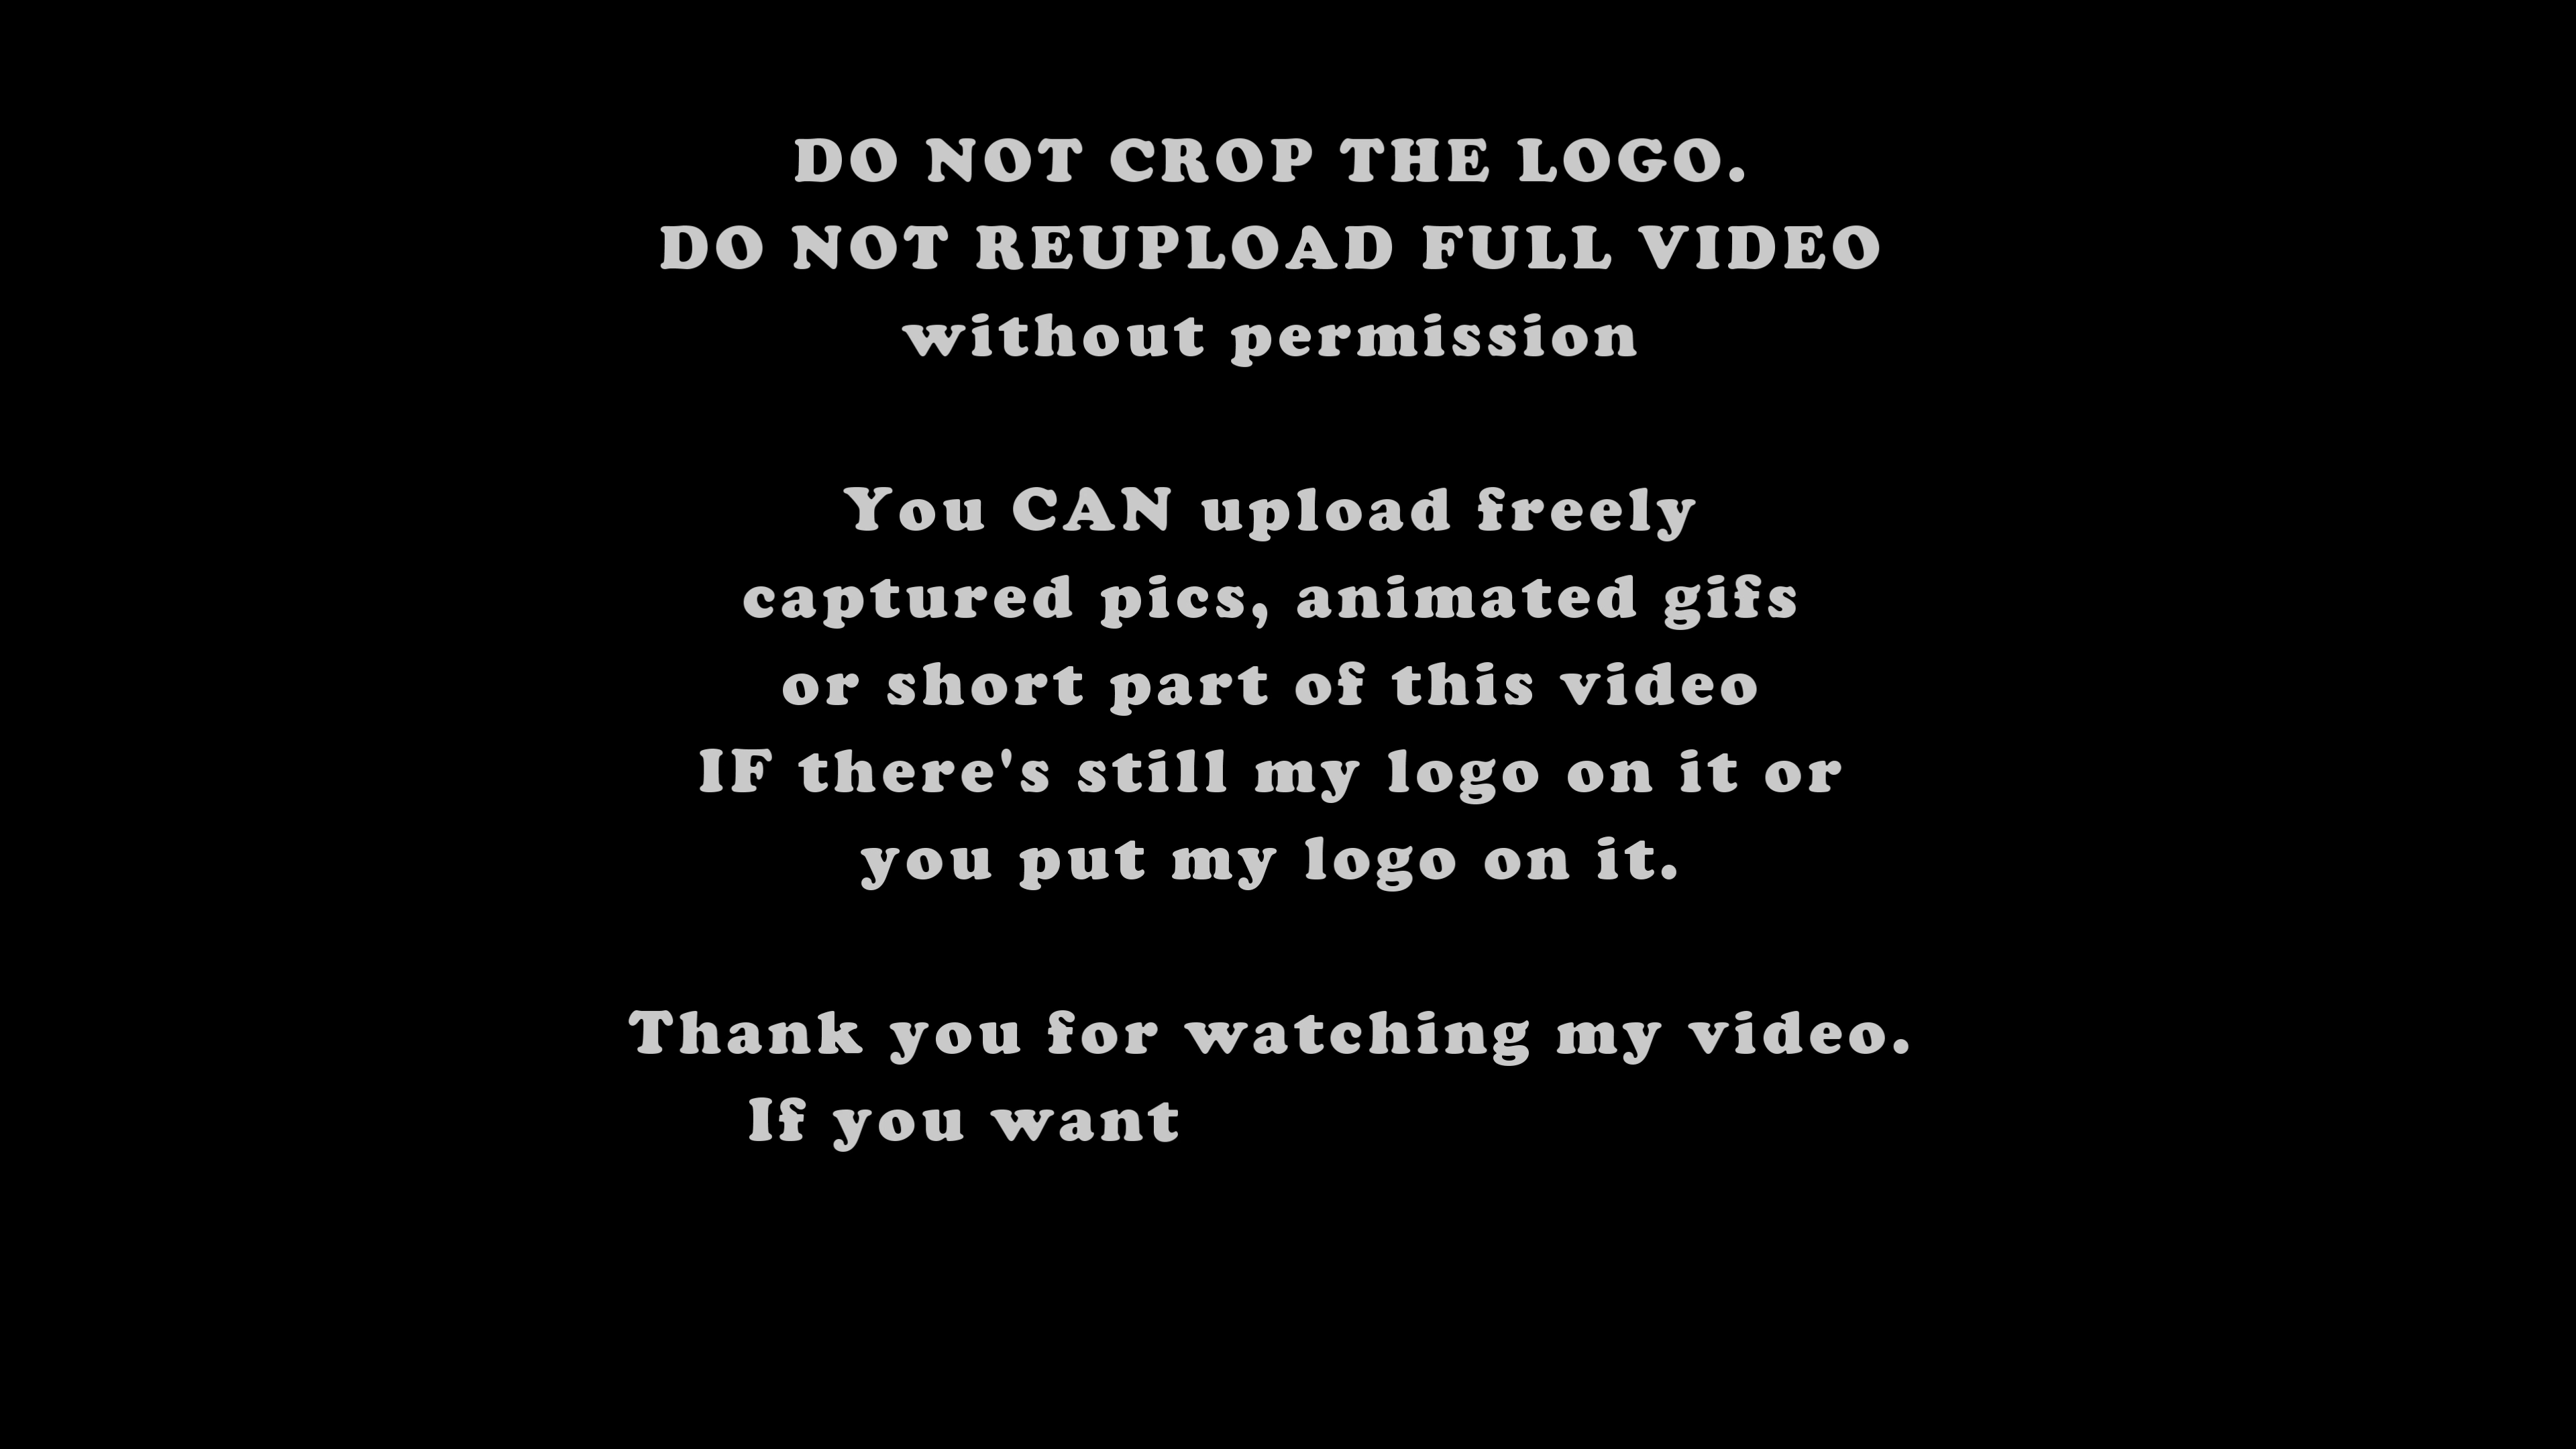 DO NOT CROP THE LOGO.
DO NOT REUPLOAD FULL VIDEO
without permission
You CAN upload freely
captured pics, animated gifs
or short part of this video
IF there's still my logo on it or
you put my logo on it.
Thank you for watching my video.
If you want